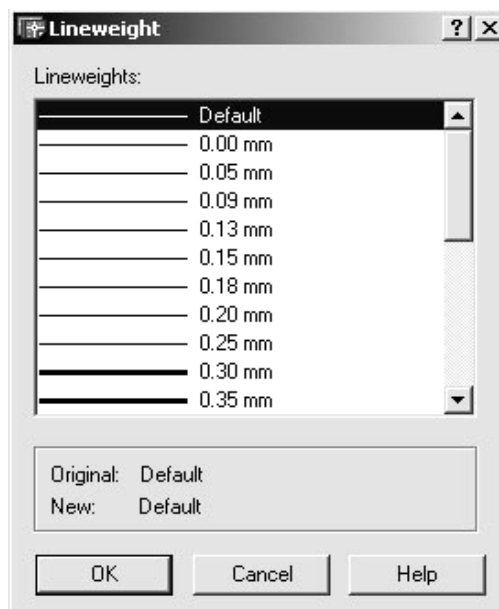 Lineweight ? X
Lineweights:
Default
0.00 mm
0.05 mm
0.09 mm
0.13 mm
0.15 mm
0.18 mm
0.20 mm
0.25 mm
0.30 mm
0.35 mm
Original: Default
New: Default
OK Cancel Help